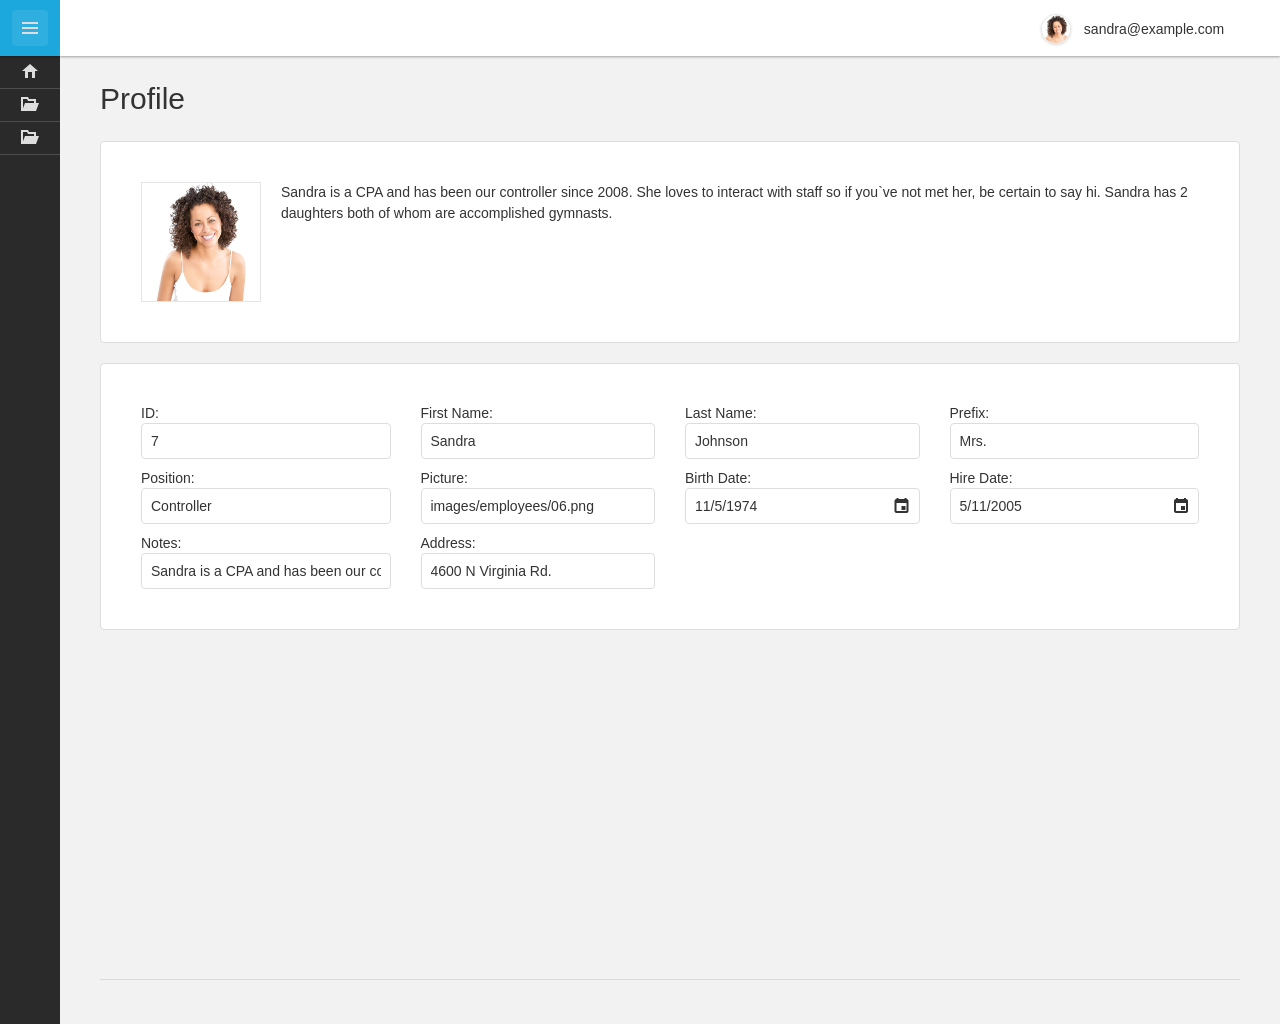 sandra@example.com
Profile
Sandra is a CPA and has been our controller since 2008. She loves to interact with staff so if you`ve not met her, be certain to say hi. Sandra has 2
daughters both of whom are accomplished gymnasts.
ID: First Name: Last Name: Prefix:
7 Sandra Johnson Mrs.
Position: Picture: Birth Date: Hire Date:
Controller images/employees/06.png 11/5/1974 5/11/2005
Notes: Address:
Sandra is a CPA and has been our 4600 N Virginia Rd.